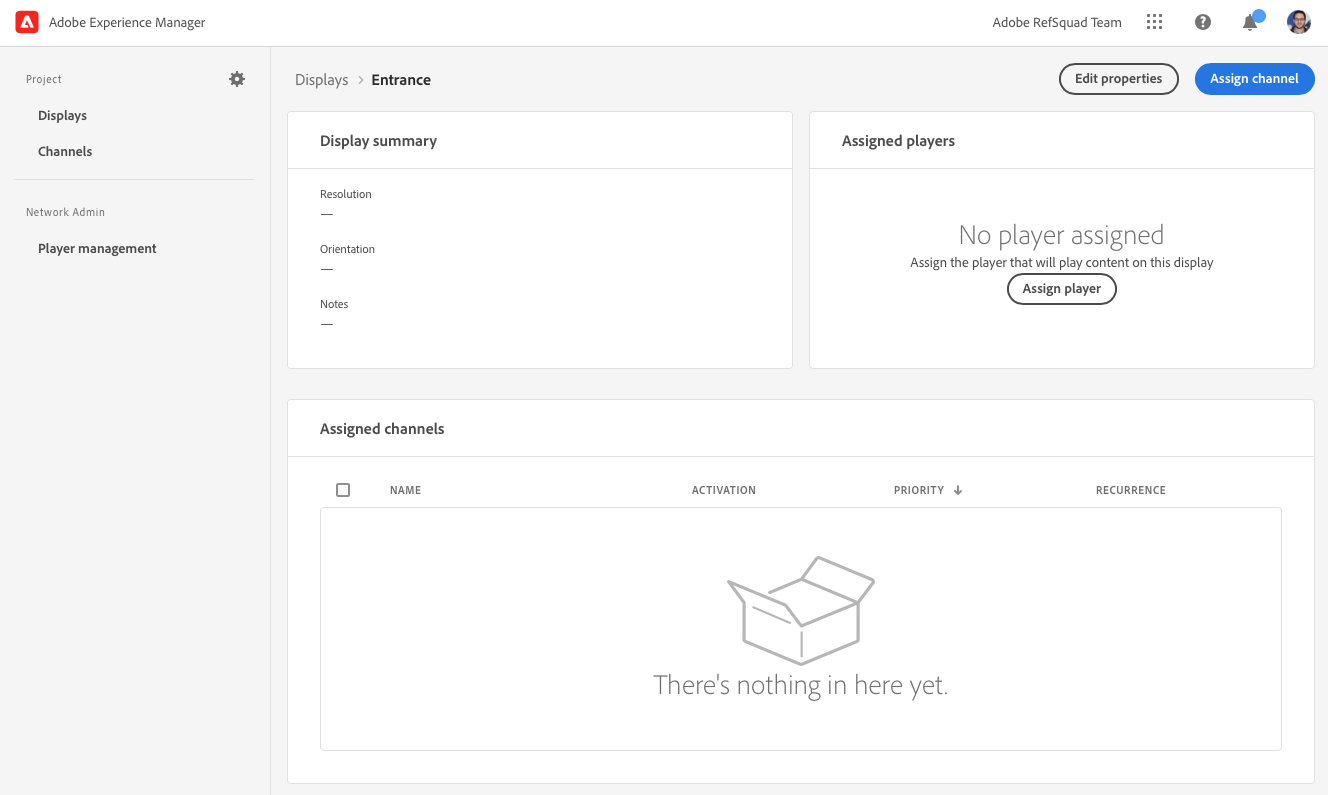 Adobe Experience Manager
Adobe RefSquad Team
Project
Displays
Channels
Network Admin
Player management
Displays > Entrance
Edit properties
Assign channel
Display summary
Resolution
—
Orientation
—
Notes
—
Assigned players
No player assigned
Assign the player that will play content on this display
Assign player
Assigned channels
NAME ACTIVATION PRIORITY ↓ RECURRENCE
There's nothing in here yet.